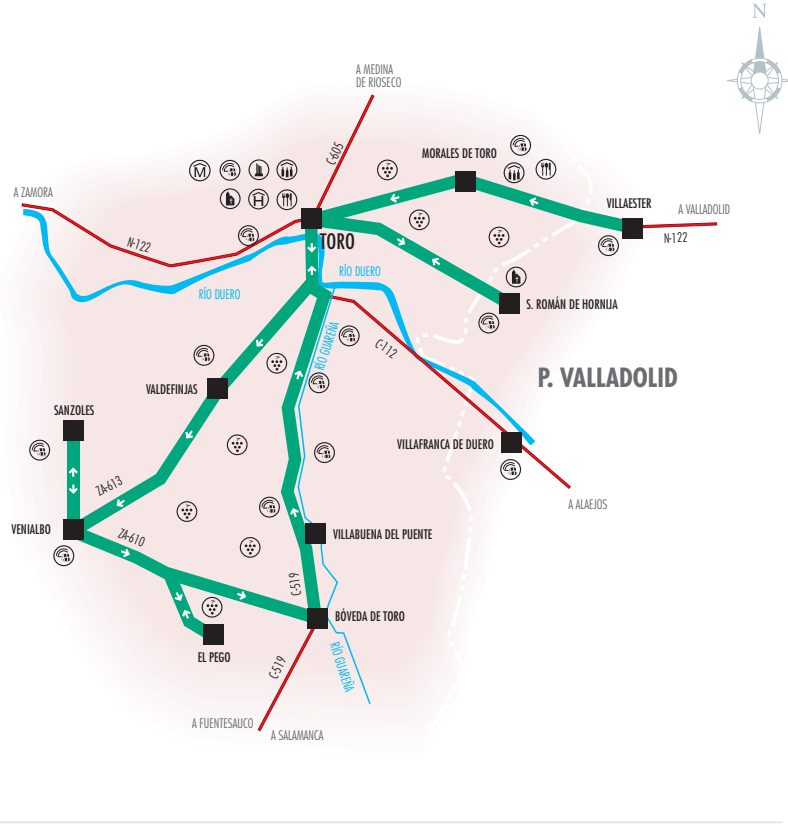 N
A MEDINA
DE RIOSECO
C-605
MORALES DE TORO
M
H
A ZAMORA
VILLAESTER
A VALLADOLID
N-122
N-122
TORO
RÍO DUERO
RÍO DUERO
S. ROMÁN DE HORNIJA
RÍO GUAREÑA
C-112
P. VALLADOLID
VALDEFINJAS
SANZOLES
VILLAFRANCA DE DUERO
ZA-613
A ALAEJOS
VENIALBO
ZA-610
VILLABUENA DEL PUENTE
C-519
BÓVEDA DE TORO
EL PEGO
RÍO GUAREÑA
C-519
A FUENTESAUCO
A SALAMANCA